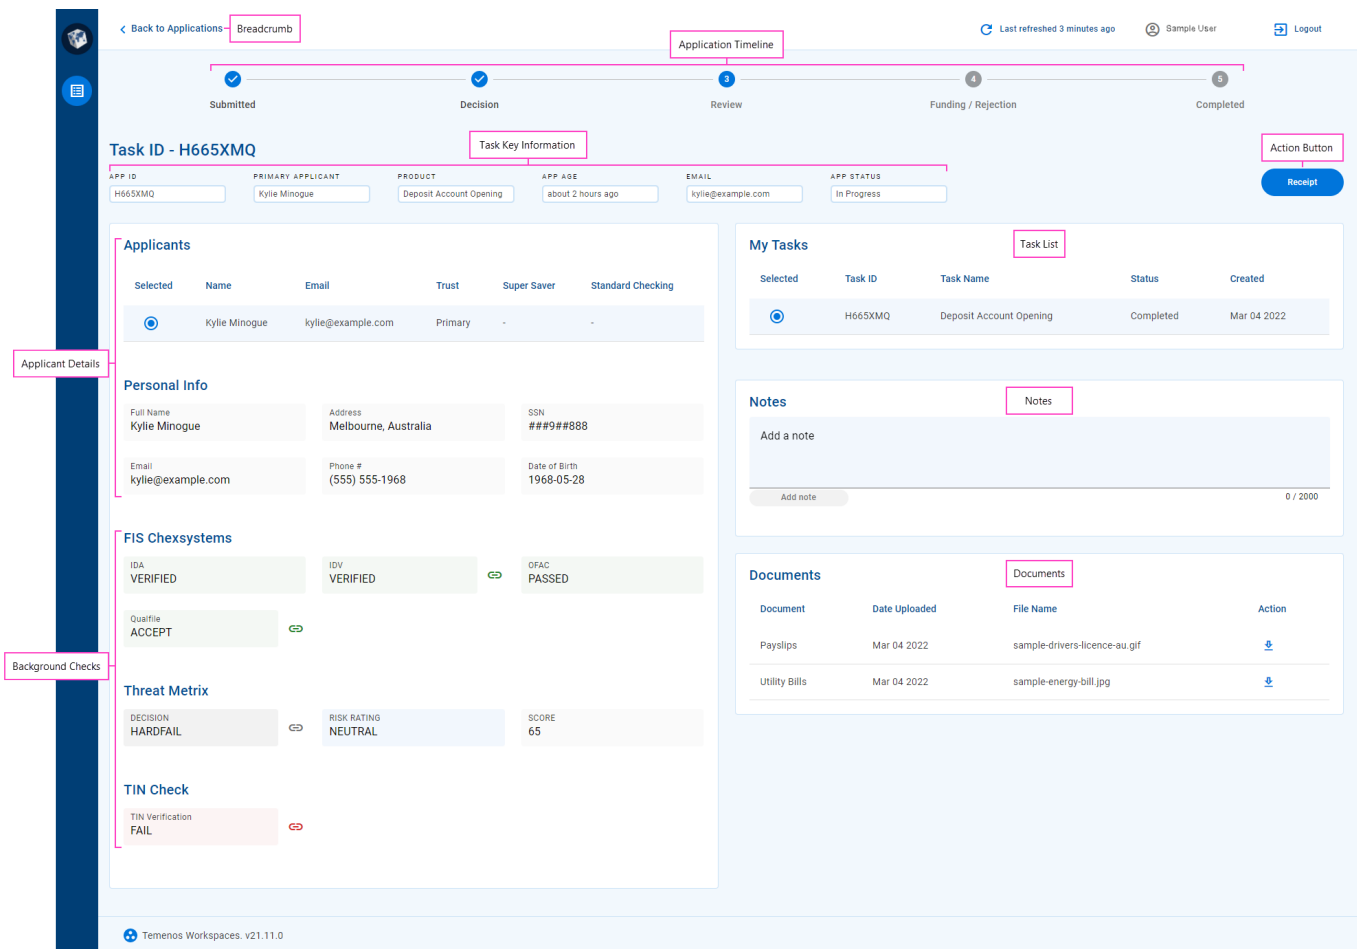 Back to Applications
Breadcrumb
Last refreshed 3 minutes ago
Sample User
Logout
Application Timeline
3
4
5
Submitted
Decision
Review
Funding / Rejection
Completed
Task ID - H665XMQ
Task Key Information
Action Button
APP ID
PRIMARY APPLICANT
PRODUCT
APP AGE
EMAIL
APP STATUS
H665XMQ
Kylie Minogue
Deposit Account Opening
about 2 hours ago
kylie@example.com
In Progress
Receipt
Applicants
Selected
Name
Email
Trust
Super Saver
Standard Checking
Kylie Minogue
kylie@example.com
Primary
-
-
Applicant Details
Personal Info
Full Name
Kylie Minogue
Address
Melbourne, Australia
SSN
###9##888
Email
kylie@example.com
Phone #
(555) 555-1968
Date of Birth
1968-05-28
FIS Chexsystems
IDA
VERIFIED
IDV
VERIFIED
OFAC
PASSED
Qualfile
ACCEPT
Background Checks
Threat Metrix
DECISION
HARDFAIL
RISK RATING
NEUTRAL
SCORE
65
TIN Check
TIN Verification
FAIL
My Tasks
Task List
Selected
Task ID
Task Name
Status
Created
H665XMQ
Deposit Account Opening
Completed
Mar 04 2022
Notes
Notes
Add a note
Add note
0 / 2000
Documents
Documents
Document
Date Uploaded
File Name
Action
Payslips
Mar 04 2022
sample-drivers-licence-au.gif
Utility Bills
Mar 04 2022
sample-energy-bill.jpg
Temenos Workspaces. v21.11.0